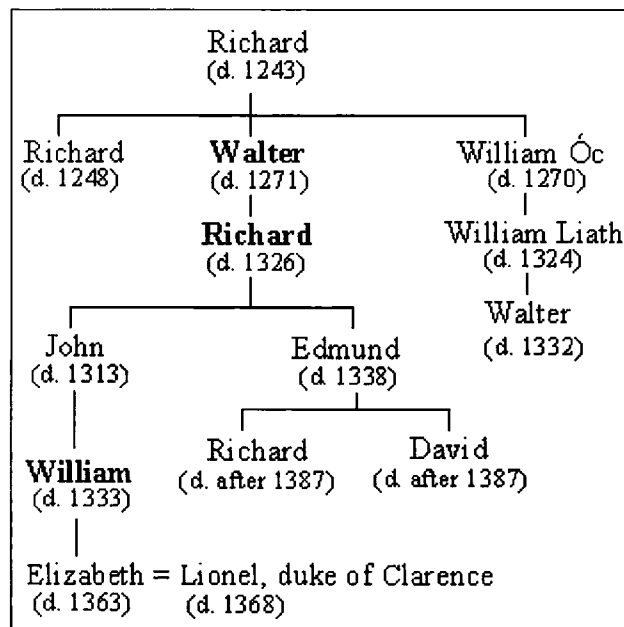 Richard
(d. 1243)
Richard Walter William Óc
(d. 1248) (d. 1271) (d. 1270)
Richard William Liath
(d. 1326) (d. 1324)
Walter
(d. 1332)
John Edmund
(d. 1313) (d. 1338)
Richard David
(d. after 1387) (d. after 1387)
William
(d. 1333)
Elizabeth = Lionel, duke of Clarence
(d. 1363) (d. 1368)